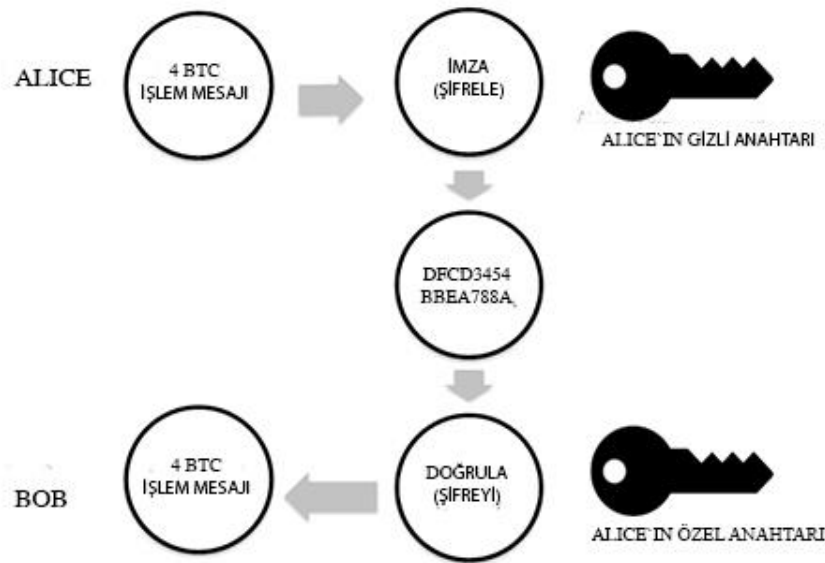 ALICE
4 BTC
İŞLEM MESAJI
İMZA
(ŞİFRELE)
ALICE`IN GİZLİ ANAHTARI
DFCD3454
BBEA788A
BOB
4 BTC
İŞLEM MESAJI
DOĞRULA
(ŞİFREYİ)
ALICE`IN ÖZEL ANAHTARI